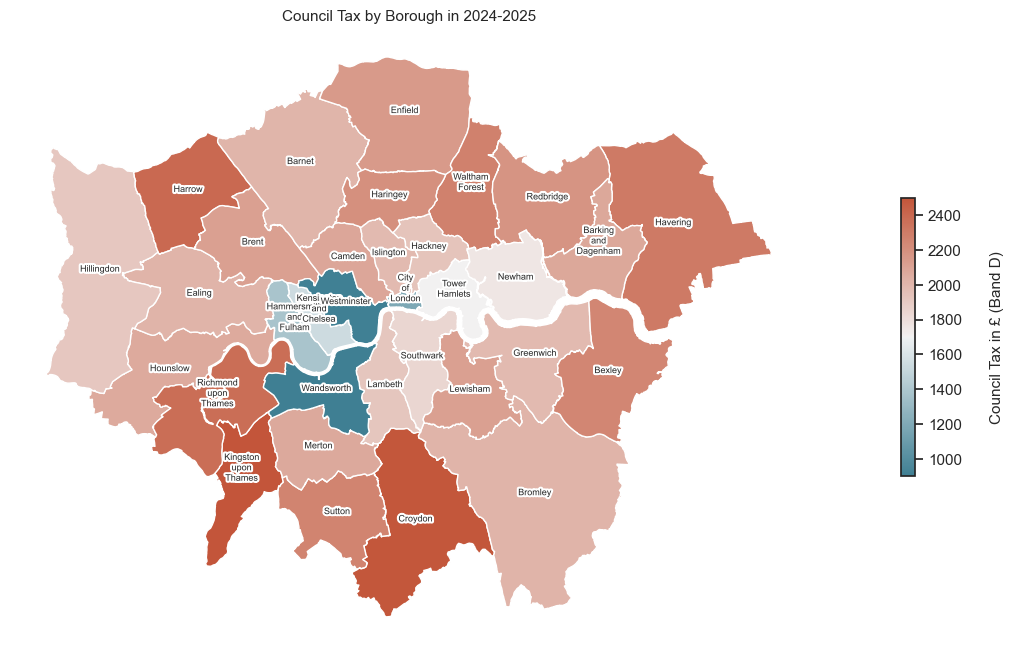 Council Tax by Borough in 2024-2025
Enfield
Barnet
Harrow
Haringey
Waltham
Forest
Redbridge
Havering
Barking
and
Dagenham
Brent
Camden
Islington
Hackney
Hillingdon
Ealing
City
of
London
Tower
Hamlets
Newham
Kensi
and
Chelsea
Westminster
Hammersm
and
Fulham
Hounslow
Richmond
upon
Thames
Wandsworth
Lambeth
Southwark
Lewisham
Greenwich
Bexley
Merton
Kingston
upon
Thames
Sutton
Croydon
Bromley
2400
2200
2000
1800
1600
1400
1200
1000
Council Tax in £ (Band D)